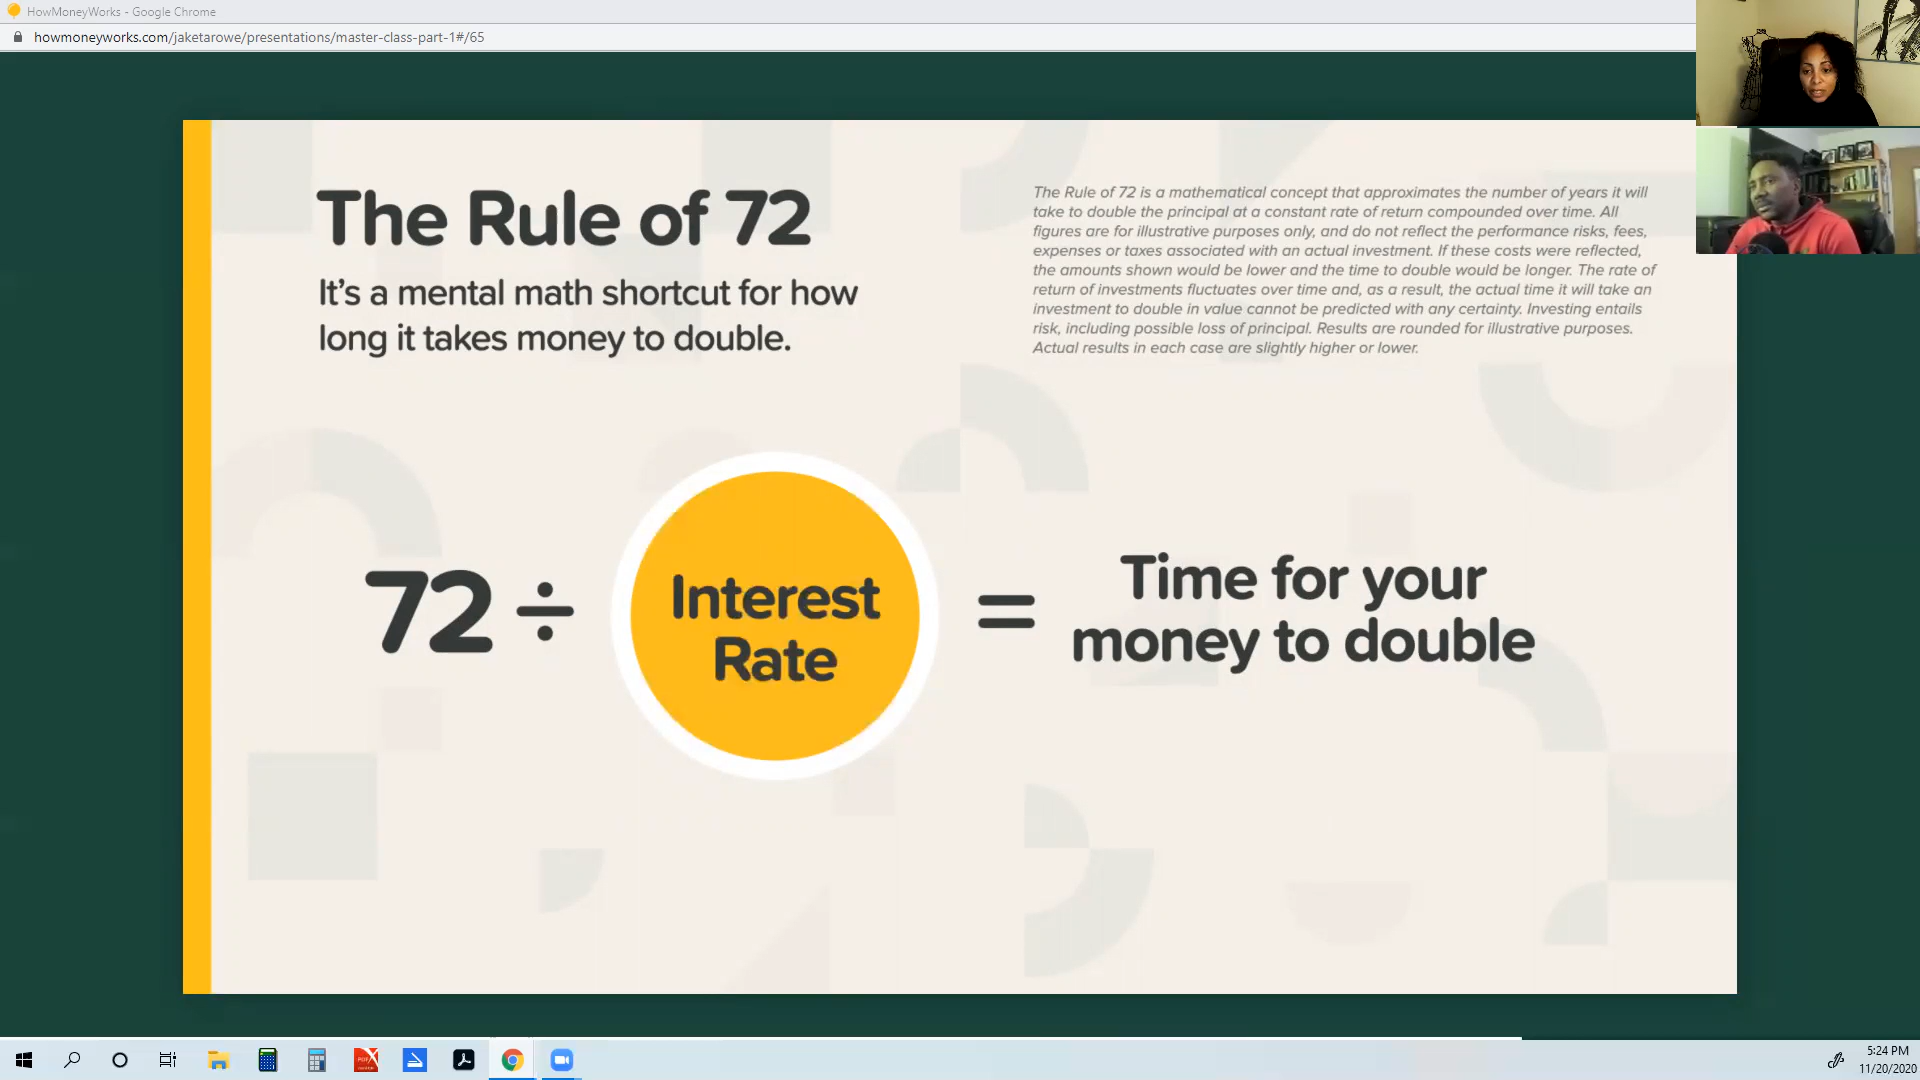 HowMoneyWorks - Google Chrome
howmoneyworks.com/jaketarowe/presentations/master-class-part-1#/65
The Rule of 72
It's a mental math shortcut for how
long it takes money to double.
The Rule of 72 is a mathematical concept that approximates the number of years it will
take to double the principal at a constant rate of return compounded over time. All
figures are for illustrative purposes only, and do not reflect the performance risks, fees,
expenses or taxes associated with an actual investment. If these costs were reflected,
the amounts shown would be lower and the time to double would be longer. The rate of
return of investments fluctuates over time and, as a result, the actual time it will take an
investment to double in value cannot be predicted with any certainty. Investing entails
risk, including possible loss of principal. Results are rounded for illustrative purposes.
Actual results in each case are slightly higher or lower.
72 ÷
Interest
Rate
=
Time for your
money to double
5:24 PM
11/20/2020